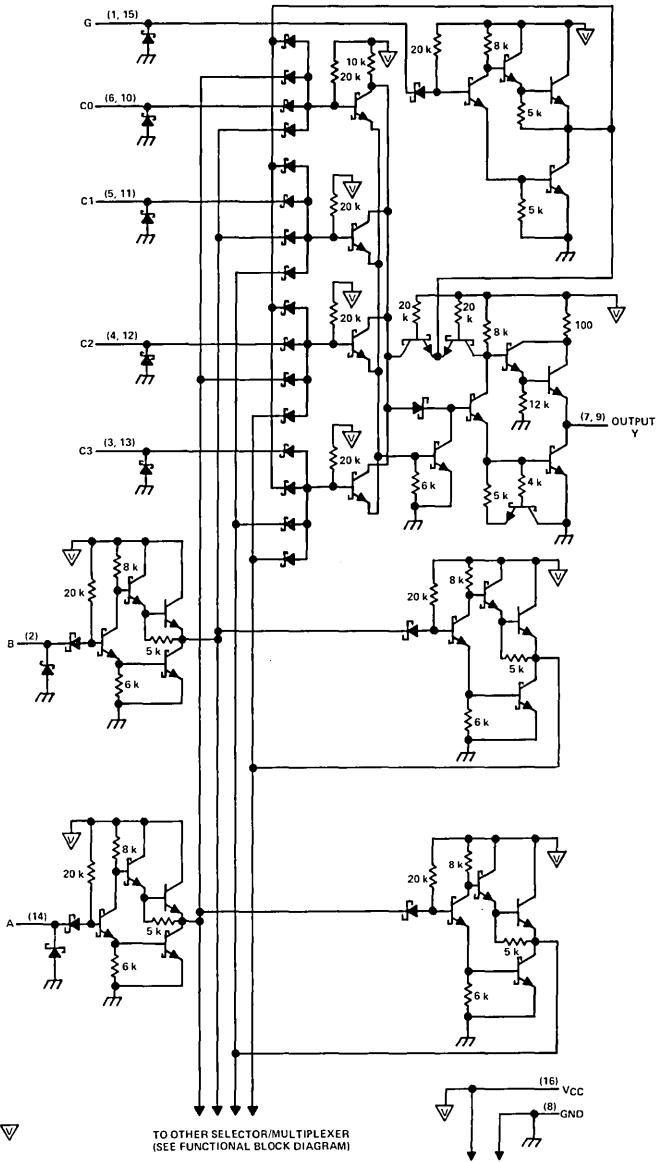 G (1, 15)
20 k
8 k
V
10 k
20 k
V
5 k
C0 (6, 10)
C1 (5, 11)
V
20 k
5 k
C2 (4, 12)
V
20 k
20 k
20 k
8 k
100
V
12 k
(7, 9) OUTPUT Y
C3 (3, 13)
V
20 k
6 k
5 k
4 k
V
8 k
20 k
B (2)
5 k
6 k
20 k
8 k
V
5 k
6 k
V
8 k
20 k
A (14)
5 k
6 k
20 k
8 k
V
5 k
6 k
(16) VCC
V
(8) GND
V
TO OTHER SELECTOR/MULTIPLEXER
(SEE FUNCTIONAL BLOCK DIAGRAM)